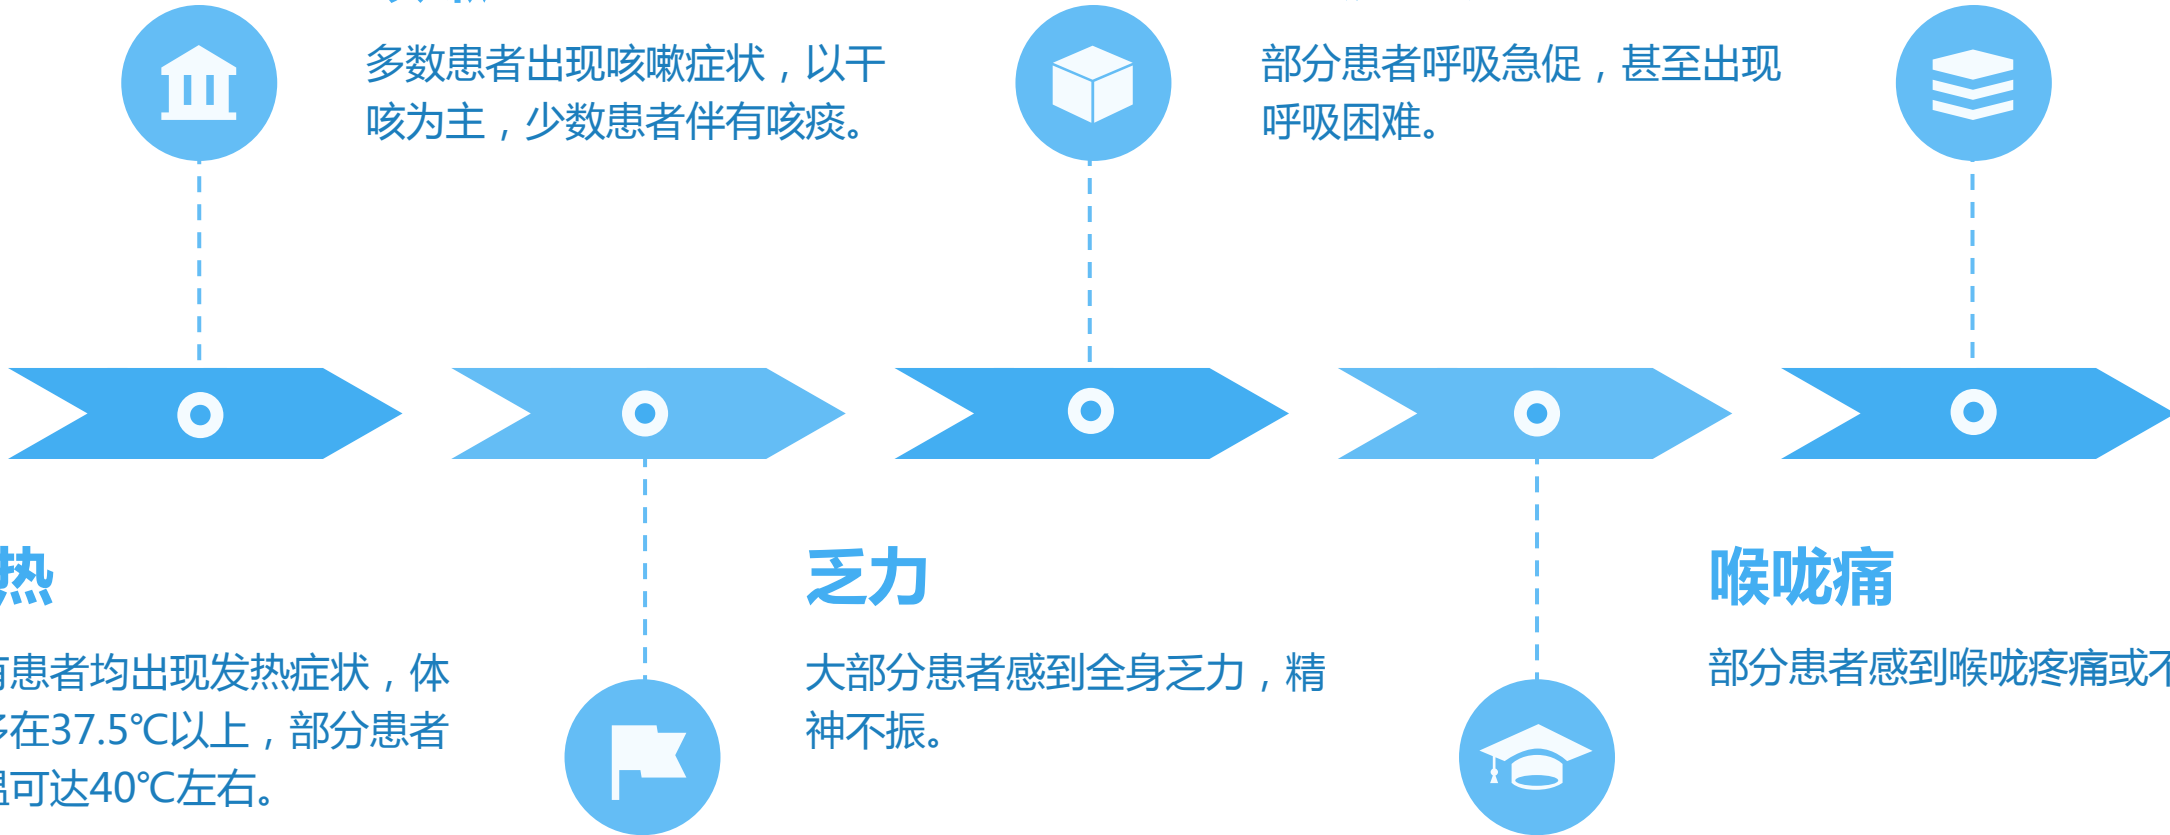 多数患者出现咳嗽症状，以干
咳为主，少数患者伴有咳痰。
部分患者呼吸急促，甚至出现
呼吸困难。
热
患者均出现发热症状，体
在37.5℃以上，部分患者
可达40℃左右。
乏力
大部分患者感到全身乏力，精
神不振。
喉咙痛
部分患者感到喉咙疼痛或不